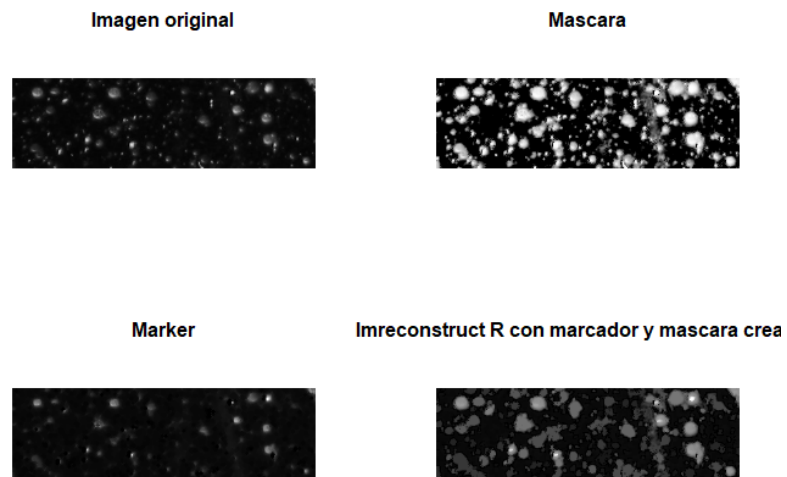 Imagen original
Mascara
Marker
Imreconstruct R con marcador y mascara crea